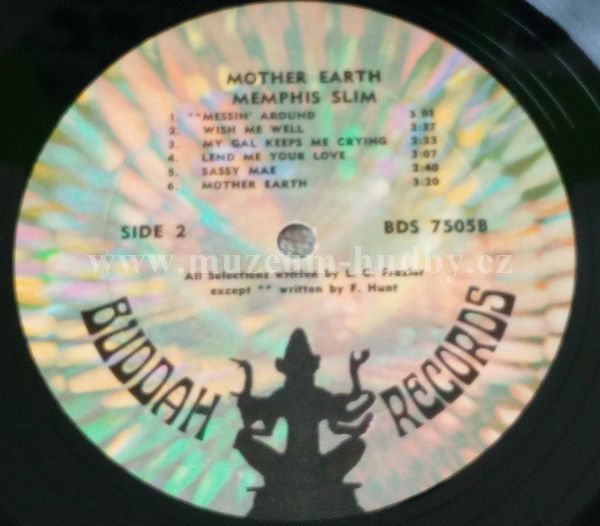 MOTHER EARTH
MEMPHIS SLIM
1. **MESSIN' AROUND
2. WISH ME WELL 2:37
3. MY GAL KEEPS ME CRYING 2:33
4. LEND ME YOUR LOVE 3:07
5. SASSY MAE 2:40
6. MOTHER EARTH 3:20
SIDE 2 BDS 7505B
www.muzeum-hudby.cz
All Selections written by L. C. Frazier
except ** written by F. Hunt
BUDDAH RECORDS